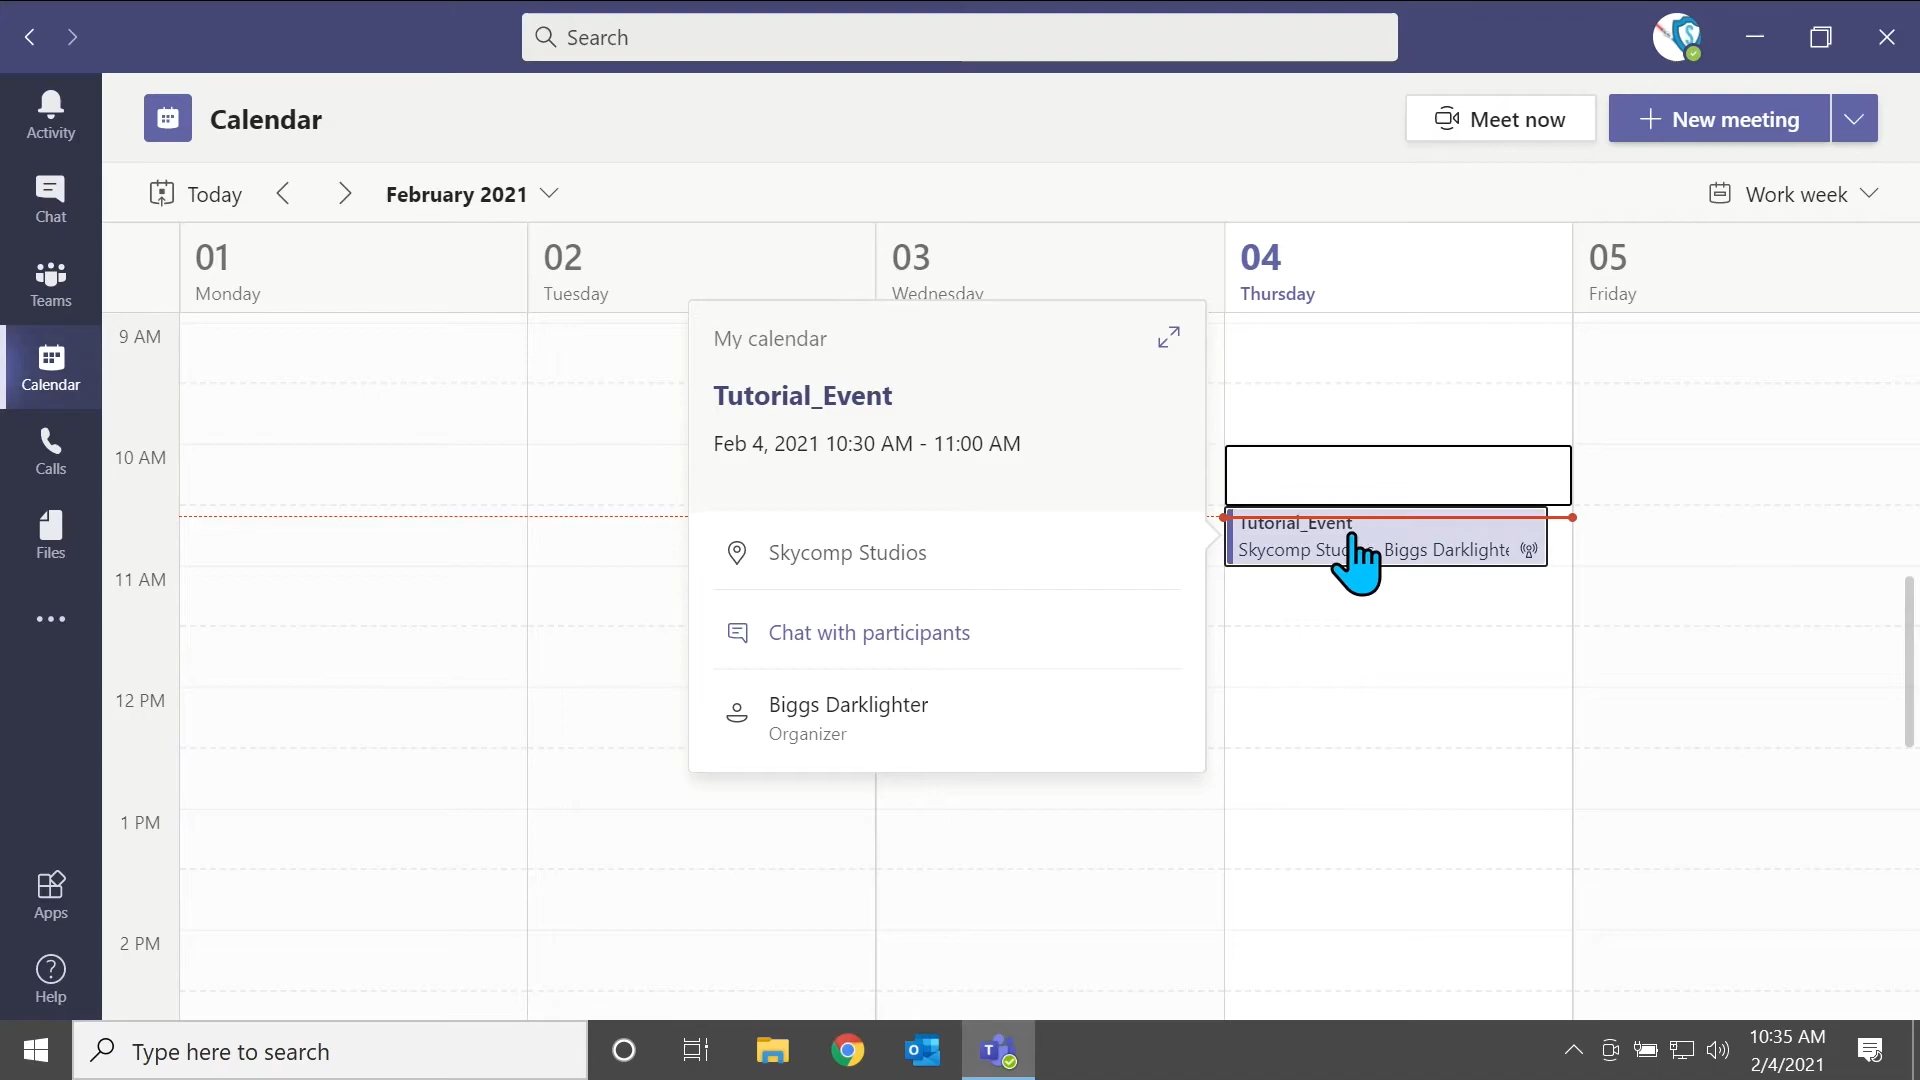 Search
Activity
Chat
Teams
Calendar
Calls
Files
Apps
Help
Calendar
Meet now
New meeting
Today
February 2021
Work week
01
Monday
02
Tuesday
03
Wednesday
04
Thursday
05
Friday
9 AM
10 AM
11 AM
12 PM
1 PM
2 PM
My calendar
Tutorial_Event
Feb 4, 2021 10:30 AM - 11:00 AM
Skycomp Studios
Chat with participants
Biggs Darklighter
Organizer
Tutorial_Event
Skycomp Biggs Darklighte
Type here to search
10:35 AM
2/4/2021